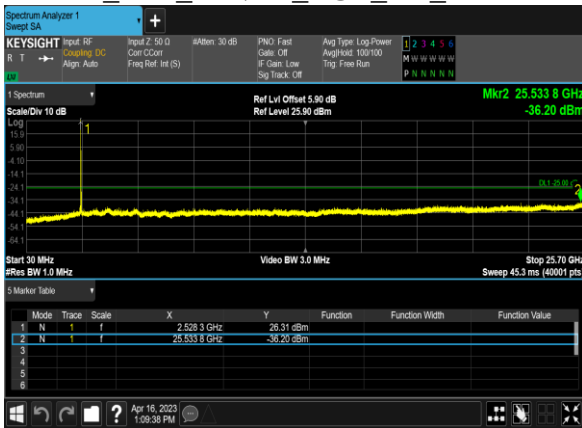 Spectrum Analyzer 1
Swept SA
+
KEYSIGHT Input: RF Input Z: 50 Ω #Atten: 30 dB PNO: Fast Avg Type: Log-Power 1 2 3 4 5 6
R T Coupling: DC Corr CCorr Gate: Off Avg|Hold: 100/100 M W W W W W
Align: Auto Freq Ref: Int (S) IF Gain: Low Trig: Free Run
Sig Track: Off P N N N N N
LV
1 Spectrum
Scale/Div 10 dB
Ref Lvl Offset 5.90 dB
Ref Level 25.90 dBm
Mkr2 25.533 8 GHz
-36.20 dBm
Log
15.9
5.90
-4.10
-14.1
-24.1
-34.1
-44.1
-54.1
-64.1
1
DL1 -25.00
2
Start 30 MHz Video BW 3.0 MHz Stop 25.70 GHz
#Res BW 1.0 MHz Sweep 45.3 ms (40001 pts)
5 Marker Table
Mode Trace Scale X Y Function Function Width Function Value
1 N 1 f 2.528 3 GHz 26.31 dBm
2 N 1 f 25.533 8 GHz -36.20 dBm
3
4
5
6
? Apr 16, 2023
1:09:38 PM